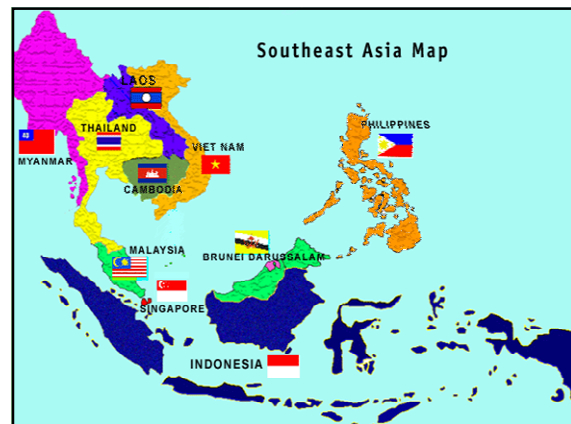 Southeast Asia Map
LAOS
THAILAND
PHILIPPINES
VIET NAM
MYANMAR
CAMBODIA
MALAYSIA
BRUNEI DARUSSALAM
SINGAPORE
INDONESIA